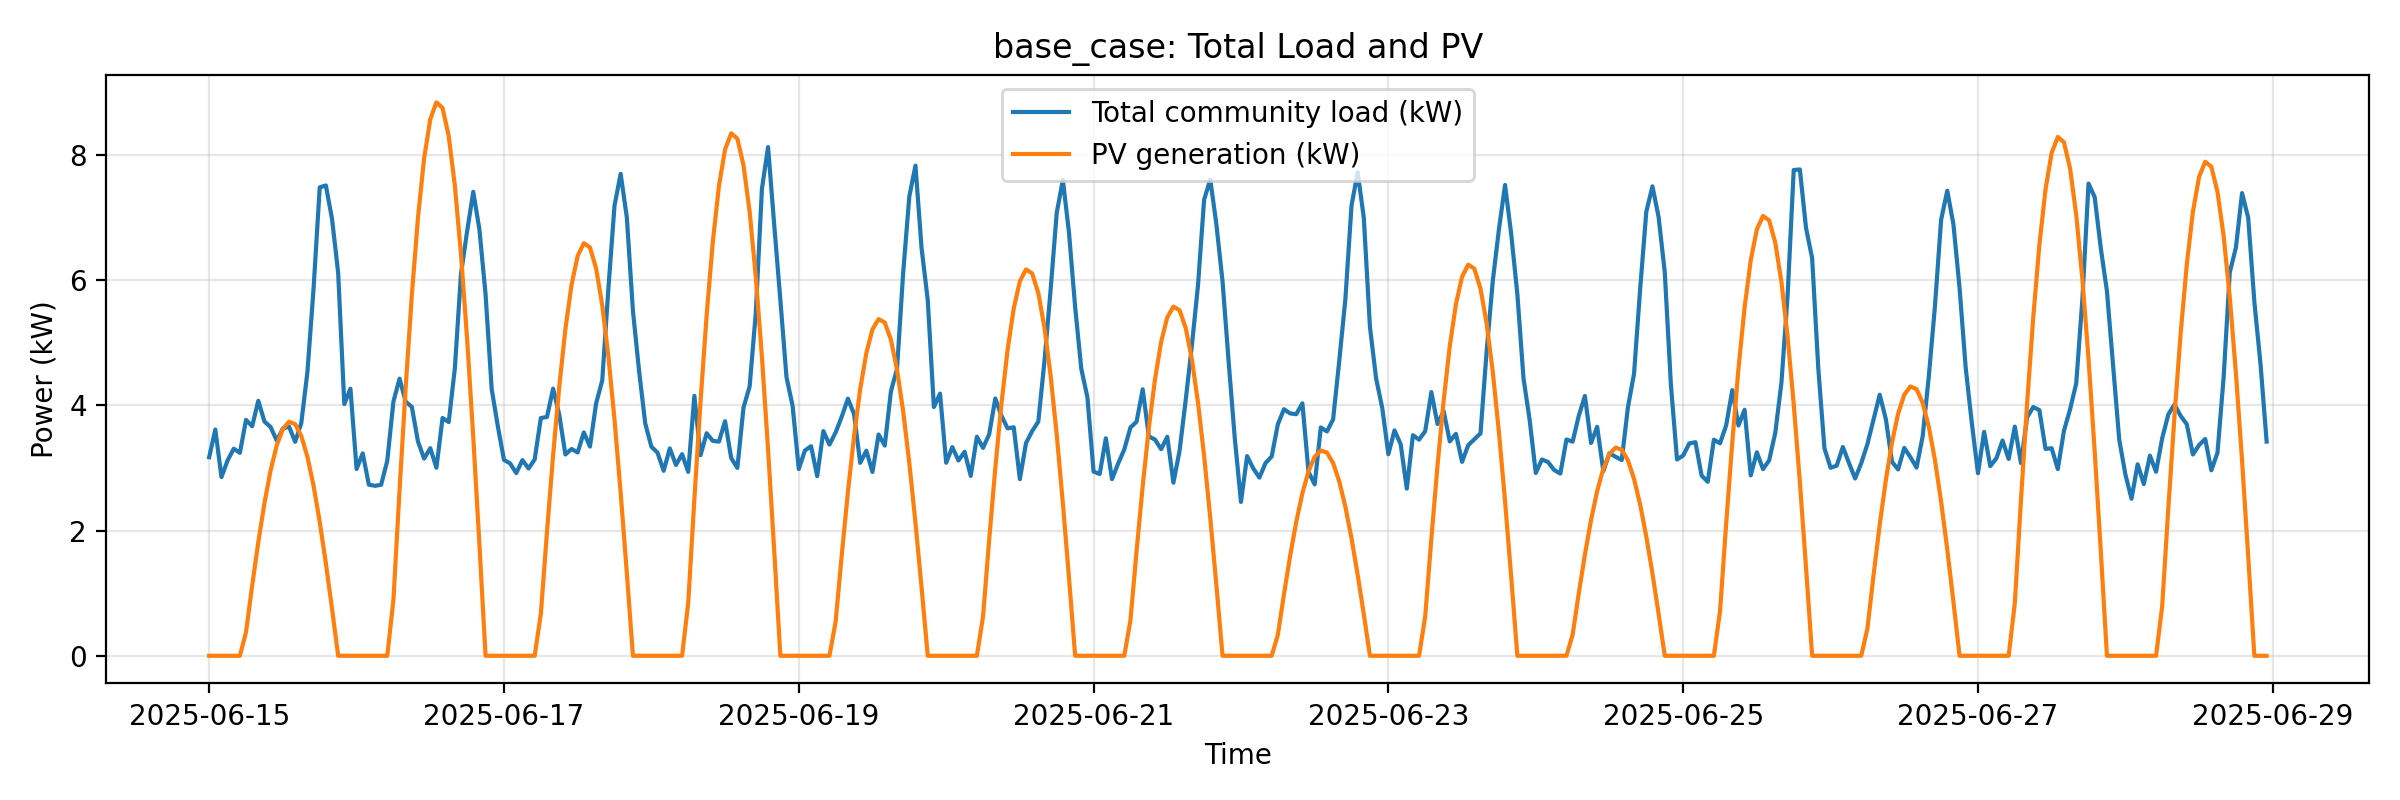 base_case: Total Load and PV
Total community load (kW)
PV generation (kW)
Power (kW)
8
6
4
2
0
2025-06-15 2025-06-17 2025-06-19 2025-06-21 2025-06-23 2025-06-25 2025-06-27 2025-06-29
Time